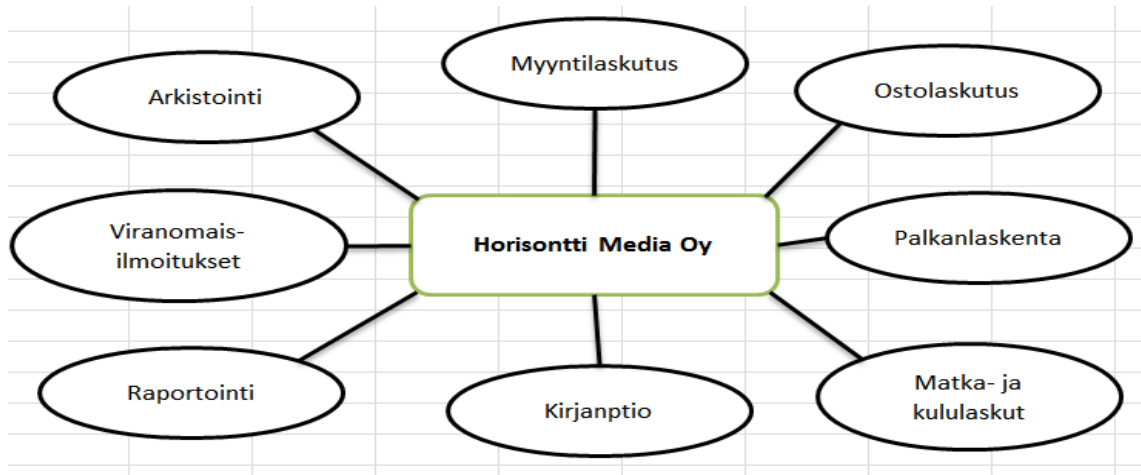 Myyntilaskutus
Arkistointi
Ostolaskutus
Viranomais-
ilmoitukset
Horisontti Media Oy
Palkanlaskenta
Raportointi
Kirjanptio
Matka- ja
kululaskut